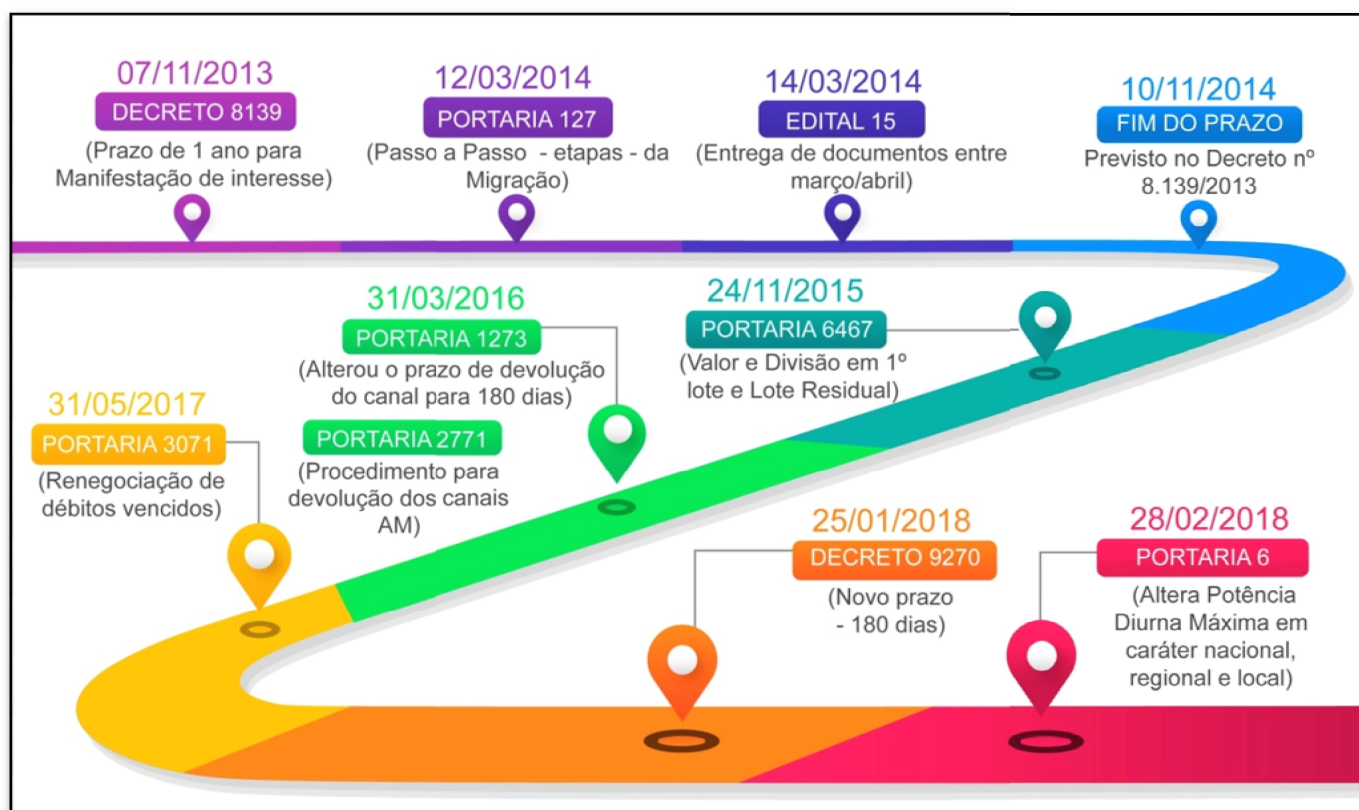 07/11/2013
DECRETO 8139
(Prazo de 1 ano para
Manifestação de interesse)
12/03/2014
PORTARIA 127
(Passo a Passo - etapas - da
Migração)
14/03/2014
EDITAL 15
(Entrega de documentos entre
março/abril)
10/11/2014
FIM DO PRAZO
Previsto no Decreto nº
8.139/2013
24/11/2015
PORTARIA 6467
(Valor e Divisão em 1º
lote e Lote Residual)
31/03/2016
PORTARIA 1273
(Alterou o prazo de devolução
do canal para 180 dias)
PORTARIA 2771
(Procedimento para
devolução dos canais
AM)
31/05/2017
PORTARIA 3071
(Renegociação de
débitos vencidos)
25/01/2018
DECRETO 9270
(Novo prazo
- 180 dias)
28/02/2018
PORTARIA 6
(Altera Potência
Diurna Máxima em
caráter nacional,
regional e local)